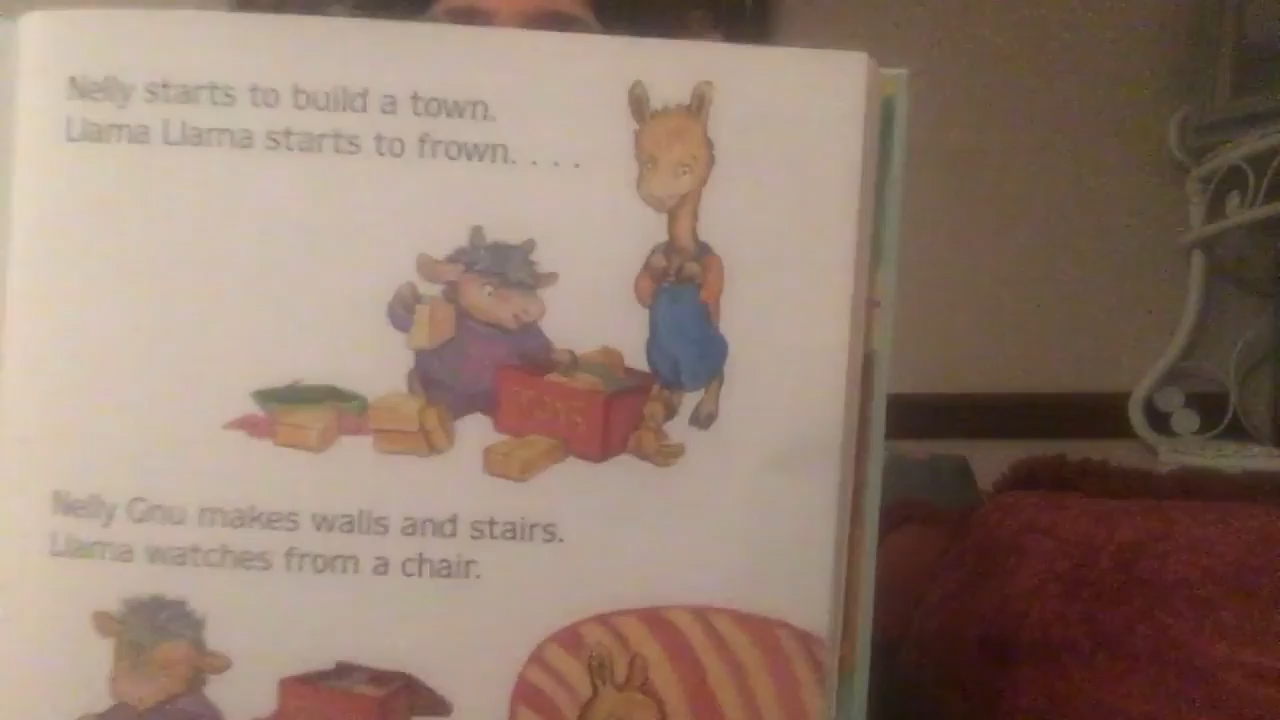 Nelly starts to build a town.
Llama Llama starts to frown. . . .
TOYS
Nelly Gnu makes walls and stairs.
Llama watches from a chair.